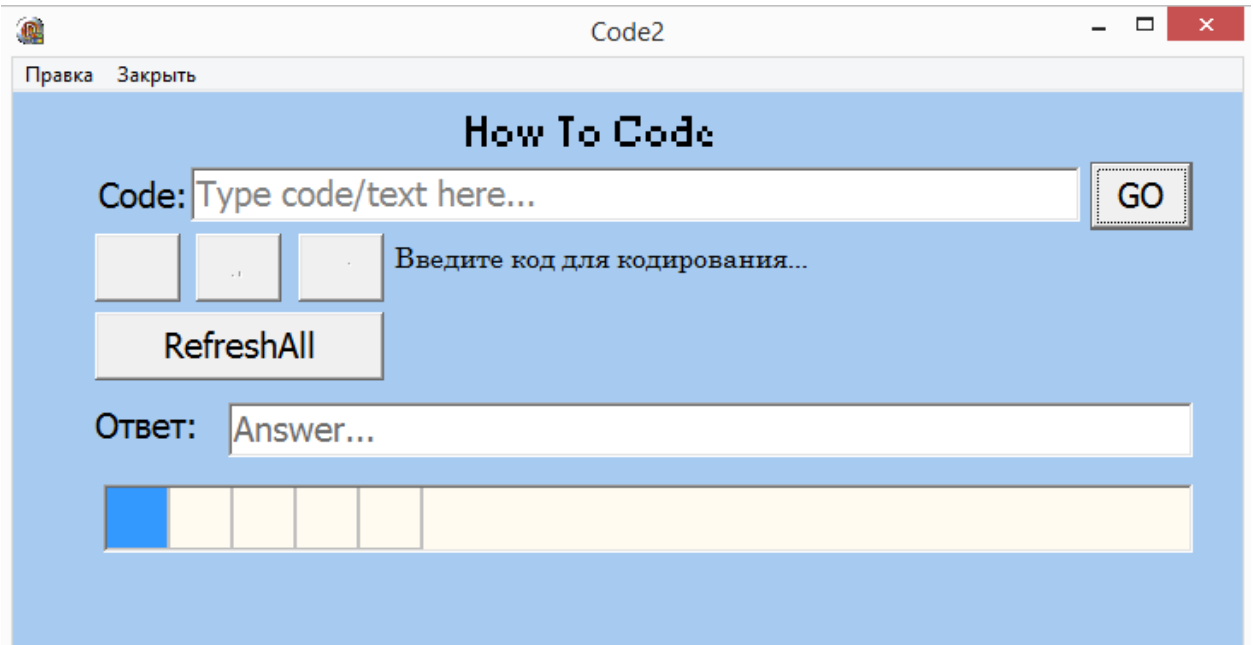 Code2
Правка Закрыть
How To Code
Code: Type code/text here... GO
Введите код для кодирования...
RefreshAll
Ответ: Answer...